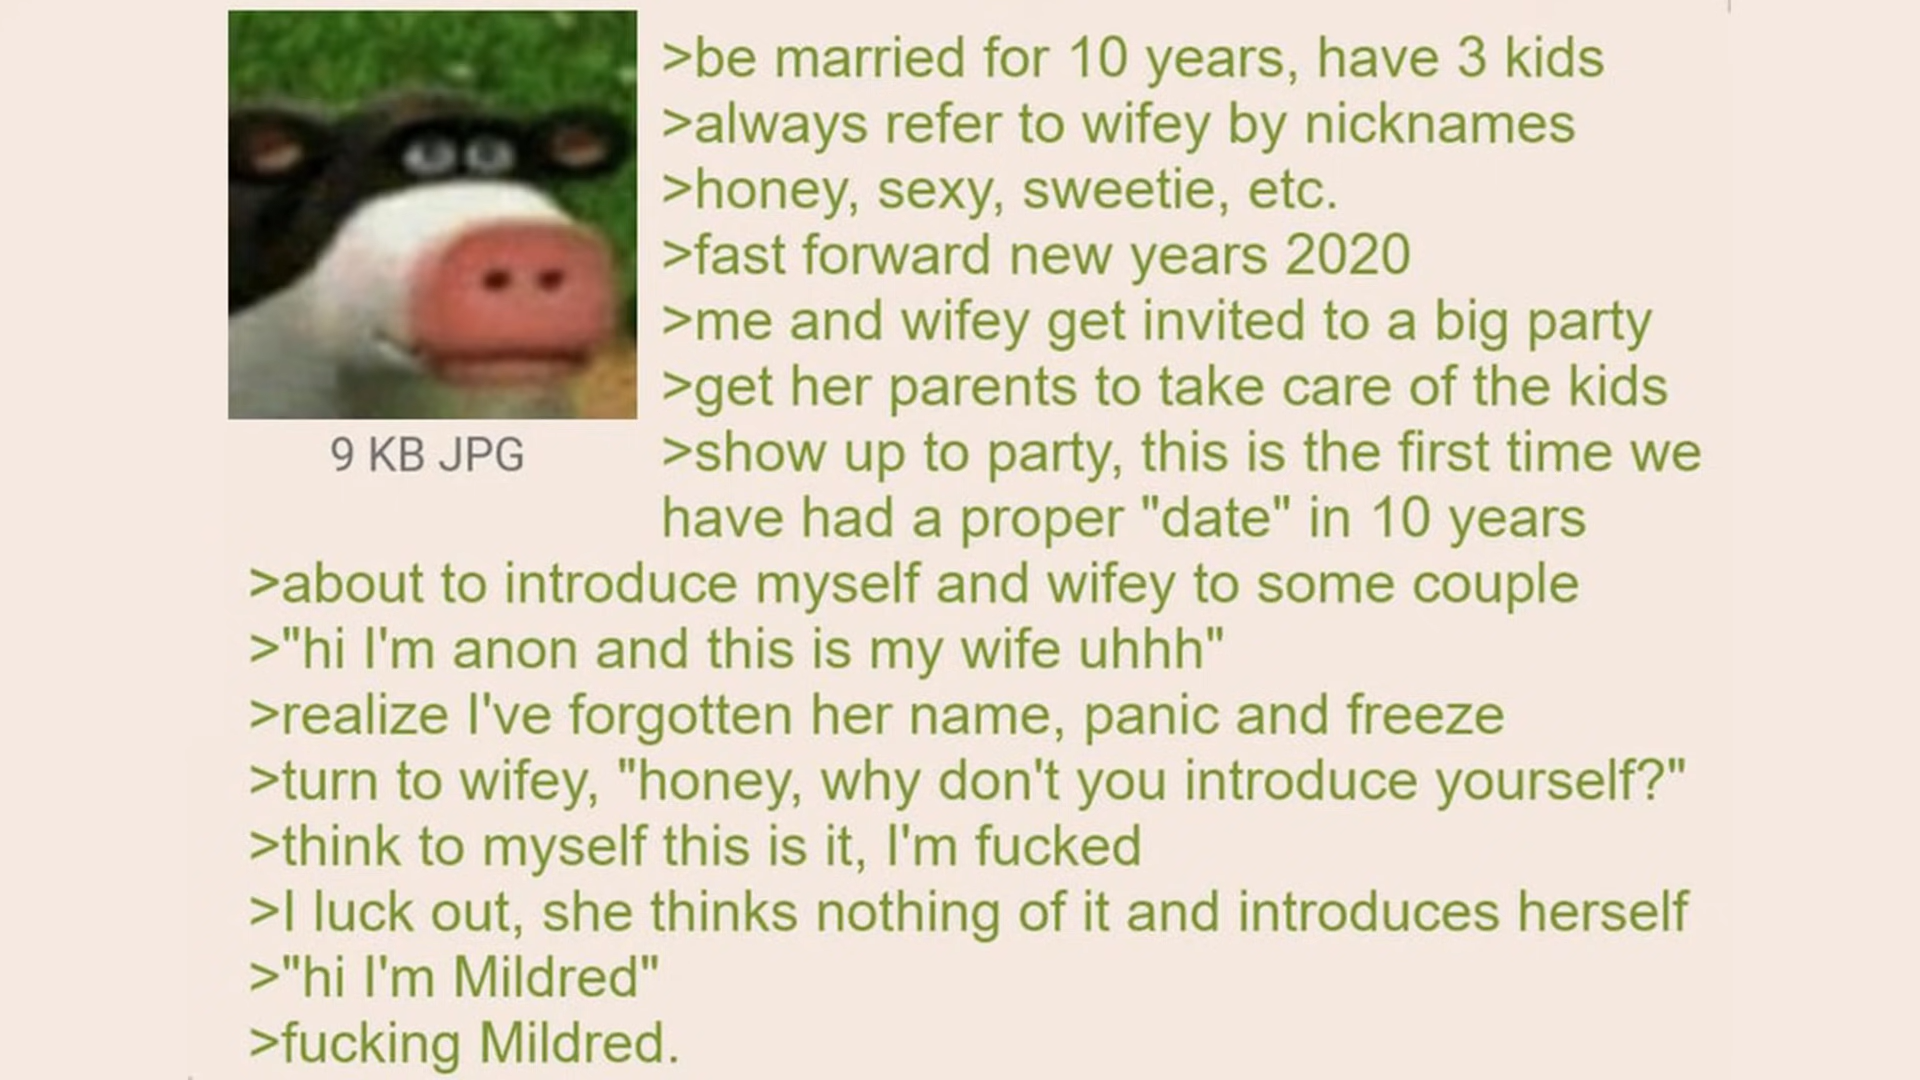 >be married for 10 years, have 3 kids
>always refer to wifey by nicknames
>honey, sexy, sweetie, etc.
>fast forward new years 2020
>me and wifey get invited to a big party
>get her parents to take care of the kids
9 KB JPG
>show up to party, this is the first time we
have had a proper "date" in 10 years
>about to introduce myself and wifey to some couple
>"hi I'm anon and this is my wife uhhh"
>realize I've forgotten her name, panic and freeze
>turn to wifey, "honey, why don't you introduce yourself?"
>think to myself this is it, I'm fucked
>I luck out, she thinks nothing of it and introduces herself
>"hi I'm Mildred"
>fucking Mildred.